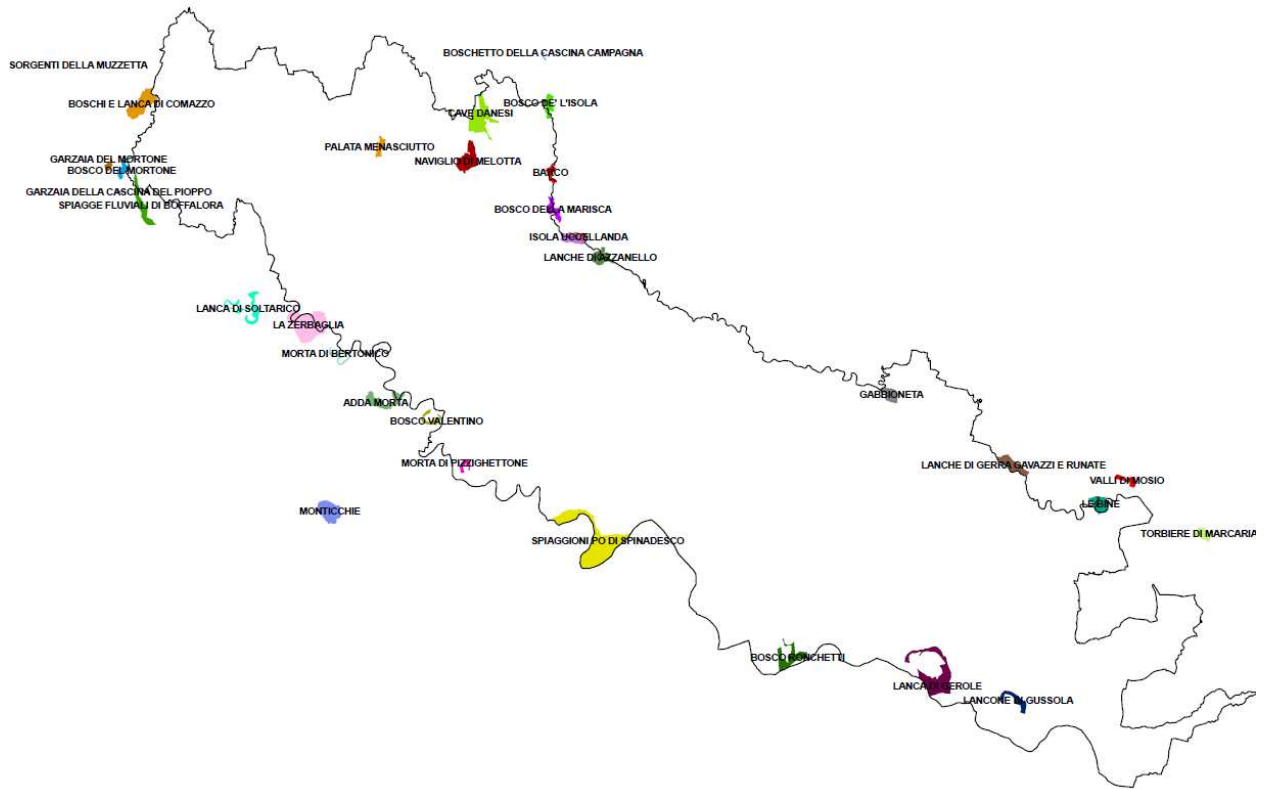 BOSCHETTO DELLA CASCINA CAMPAGNA
SORGENTI DELLA MUZZETTA
BOSCHI E LANCA DI COMAZZO
BOSCO DE' L'ISOLA
CAVE DANESI
PALATA MENASCIUTTO
GARZAIA DEL MORTONE
NAVIGLIO DI MELOTTA
BOSCO DEL MORTONE
BARCO
GARZAIA DELLA CASCINA DEL PIOPPO
SPIAGGE FLUVIALI DI BOFFALORA
BOSCO DELLA MARISCA
ISOLA UCCELLANDA
LANCHE DI AZZANELLO
LANCA DI SOLTARICO
LA ZERBAGLIA
MORTA DI BERTONICO
GABBIONETA
ADDA MORTA
BOSCO VALENTINO
MORTA DI PIZZIGHETTONE
LANCHE DI GERRA GAVAZZI E RUNATE
VALLI DI MOSIO
LE BINE
MONTICCHIE
TORBIERE DI MARCARIA
SPIAGGIONI PO DI SPINADESCO
BOSCO RONCHETTI
LANCA DI GEROLE
LANCONE DI GUSSOLA